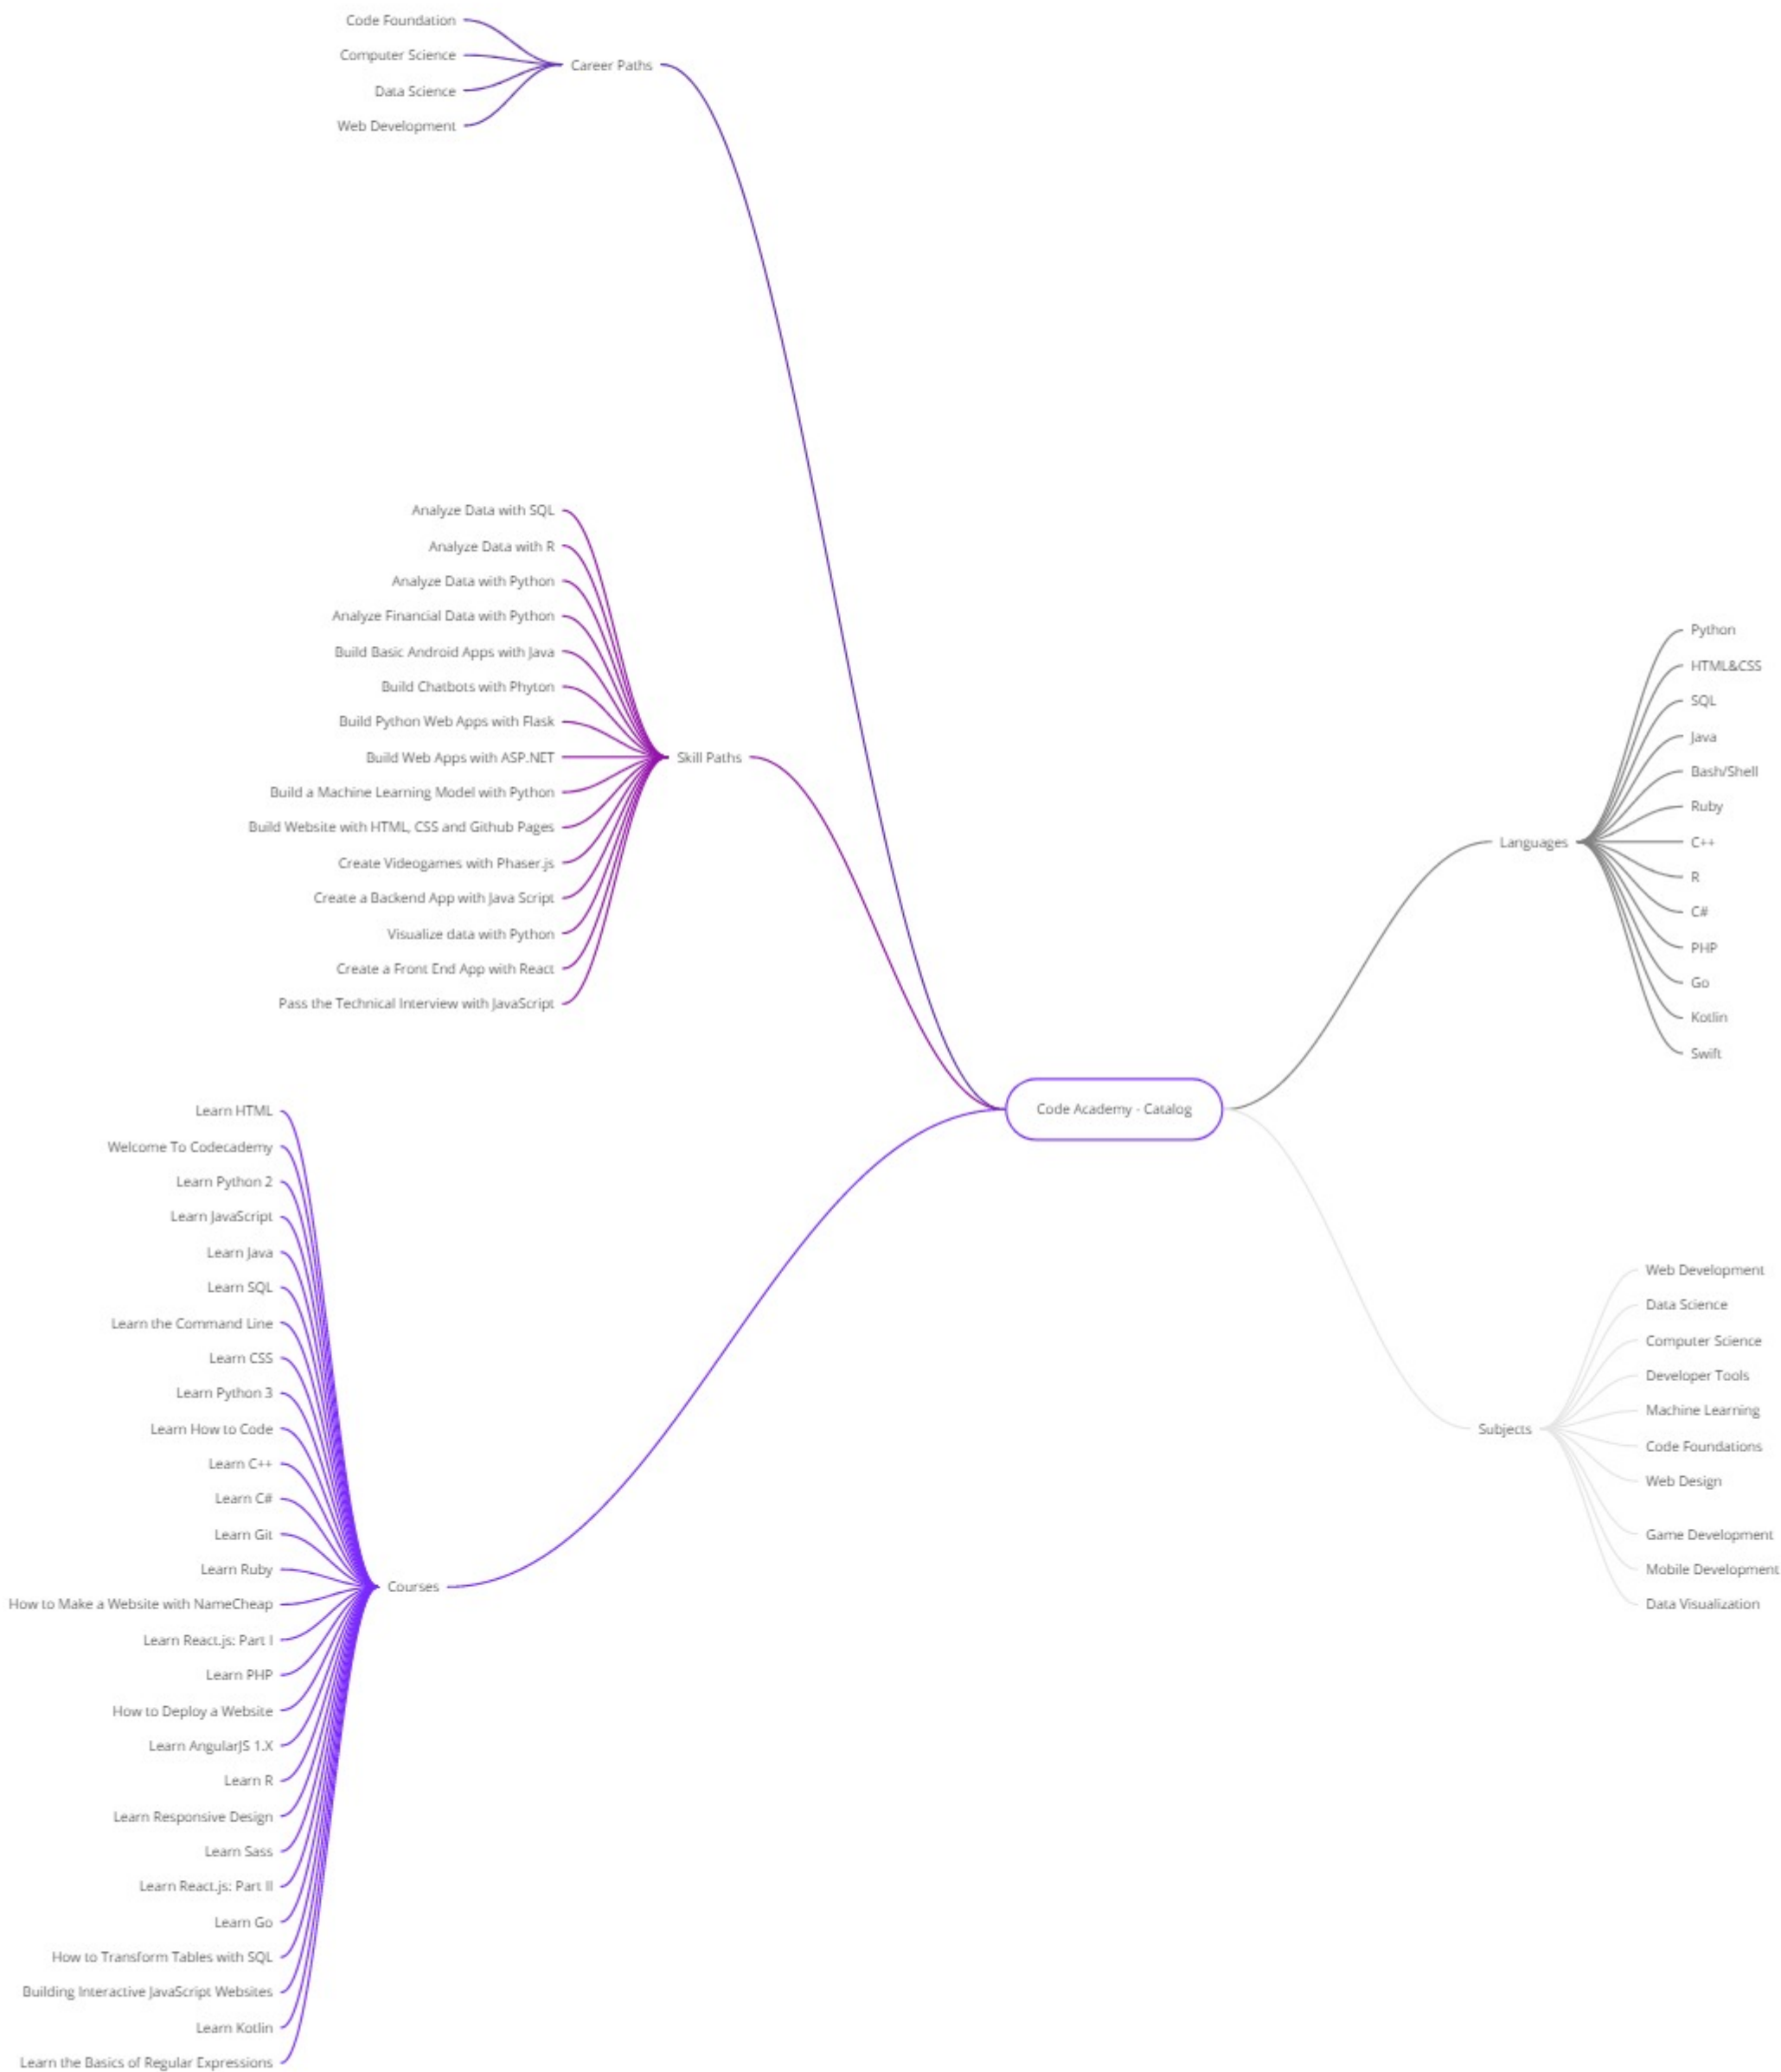 Code Foundation
Computer Science
Data Science
Web Development
Career Paths
Analyze Data with SQL
Analyze Data with R
Analyze Data with Python
Analyze Financial Data with Python
Build Basic Android Apps with Java
Build Chatbots with Phyton
Build Python Web Apps with Flask
Build Web Apps with ASP.NET
Build a Machine Learning Model with Python
Build Website with HTML, CSS and Github Pages
Create Videogames with Phaser.js
Create a Backend App with Java Script
Visualize data with Python
Create a Front End App with React
Pass the Technical Interview with JavaScript
Skill Paths
Learn HTML
Welcome To Codecademy
Learn Python 2
Learn JavaScript
Learn Java
Learn SQL
Learn the Command Line
Learn CSS
Learn Python 3
Learn How to Code
Learn C++
Learn C#
Learn Git
Learn Ruby
How to Make a Website with NameCheap
Learn React.js: Part I
Learn PHP
How to Deploy a Website
Learn AngularJS 1.X
Learn R
Learn Responsive Design
Learn Sass
Learn React.js: Part II
Learn Go
How to Transform Tables with SQL
Building Interactive JavaScript Websites
Learn Kotlin
Learn the Basics of Regular Expressions
Courses
Code Academy - Catalog
Languages
Python
HTML&CSS
SQL
Java
Bash/Shell
Ruby
C++
R
C#
PHP
Go
Kotlin
Swift
Subjects
Web Development
Data Science
Computer Science
Developer Tools
Machine Learning
Code Foundations
Web Design
Game Development
Mobile Development
Data Visualization